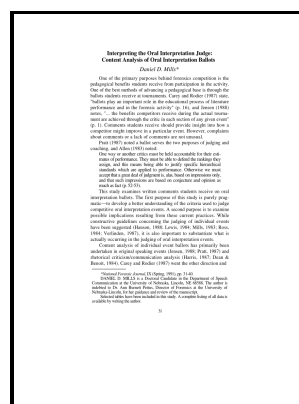 Interpreting the Oral Interpretation Judge:
Content Analysis of Oral Interpretation Ballots
Daniel D. Mills*
One of the primary purposes behind forensics competition is the
pedagogical benefits students receive from participation in the activity.
One of the best methods of advancing a pedagogical base is through the
ballots students receive at tournaments. Carey and Rodier (1987) state,
"ballots play an important role in the educational process of literature
performance and in the forensic activity" (p. 16), and Jensen (1988)
notes, "... the benefits competitors receive during the actual tourna-
ment are achieved through the critic in each section of any given event"
(p. 1). Comments students receive should provide insight into how a
competitor might improve in a particular event. However, complaints
about comments or a lack of comments are not unusual.
Pratt (1987) noted a ballot serves the two purposes of judging and
coaching, and Allen (1983) noted:
One way or another critics must be held accountable for their esti-
mates of performance. They must be able to defend the rankings they
assign, and this means being able to justify specific hierarchical
standards which are applied to performance. Otherwise we must
accept that a great deal of judgment is, also, based on impressions only,
and that such impressions are based on conjecture and opinion as
much as fact (p. 52-53).
This study examines written comments students receive on oral
interpretation ballots. The first purpose of this study is purely prag-
matic—to develop a better understanding of the criteria used to judge
competitive oral interpretation events. A second purpose is to examine
possible implications resulting from these current practices. While
constructive guidelines concerning the judging of individual events
have been suggested (Hanson, 1988; Lewis, 1984; Mills, 1983; Ross,
1984; Verlinden, 1987), it is also important to substantiate what is
actually occurring in the judging of oral interpretation events.
Content analysis of individual event ballots has primarily been
undertaken in original speaking events (Jensen, 1988; Pratt, 1987) and
rhetorical criticism/communication analysis (Harris, 1987; Dean &
Benoit, 1984). Carey and Rodier (1987) went the other direction and
*National Forensic Journal, IX (Spring, 1991), pp. 31-40.
DANIEL D. MILLS is a Doctoral Candidate in the Department of Speech
Communication at the University of Nebraska, Lincoln, NE 68588. The author is
indebted to Dr. Ann Burnett Pettus, Director of Forensics at the University of
Nebraska-Lincoln, for her guidance and review of the manuscript.
Selected tables have been included in this study. A complete listing of all data is
available by writing the author.
31